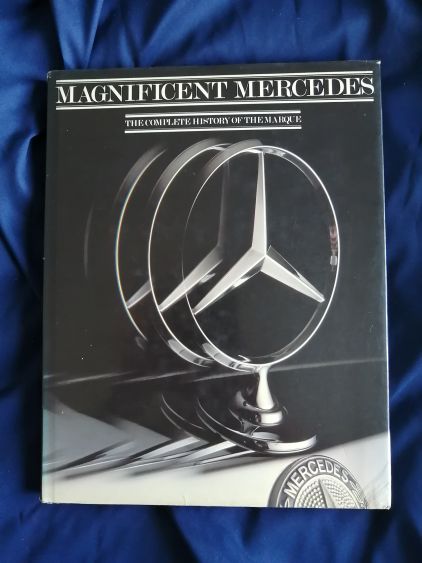 MAGNIFICENT MERCEDES
THE COMPLETE HISTORY OF THE MARQUE
MERCEDES